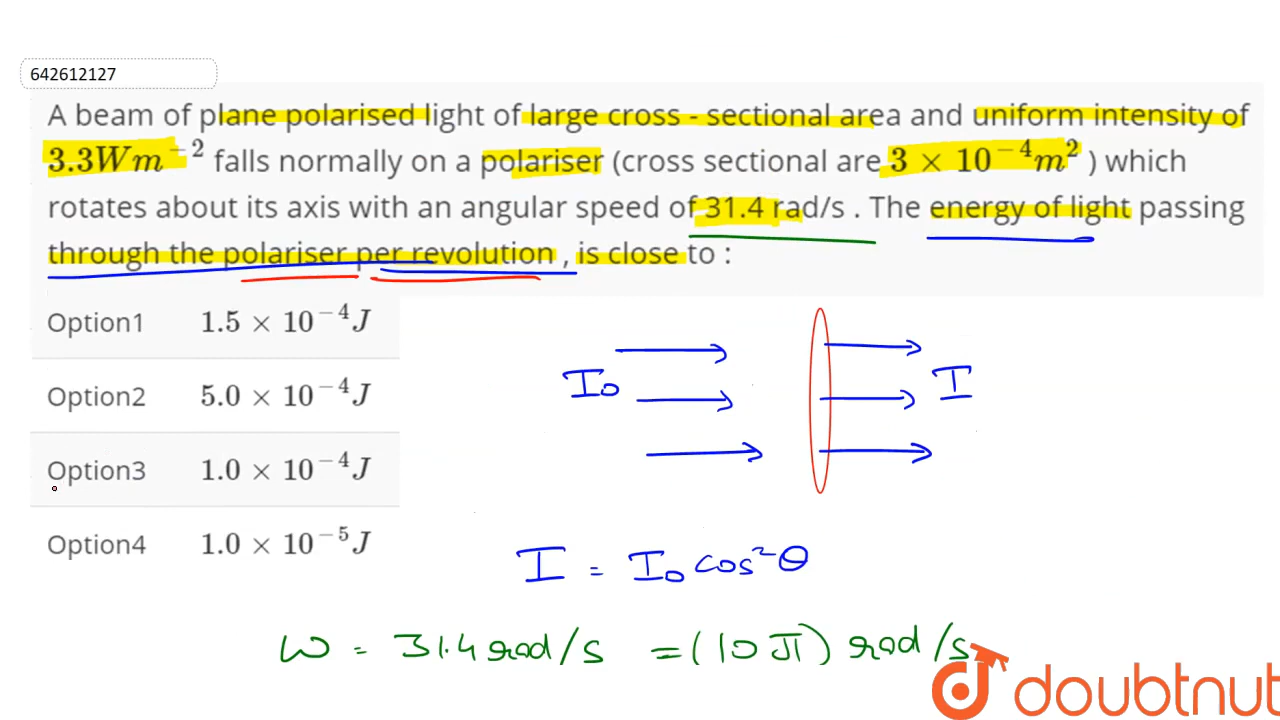 642612127
A beam of plane polarised light of large cross - sectional area and uniform intensity of
3.3Wm⁻² falls normally on a polariser (cross sectional are 3 × 10⁻⁴m² ) which
rotates about its axis with an angular speed of 31.4 rad/s . The energy of light passing
through the polariser per revolution , is close to :
Option1 1.5 × 10⁻⁴J
Option2 5.0 × 10⁻⁴J
Option3 1.0 × 10⁻⁴J
Option4 1.0 × 10⁻⁵J
I₀
I
I = I₀ cos²θ
ω = 31.4 rad/s = (10π) rad/s
doubtnut